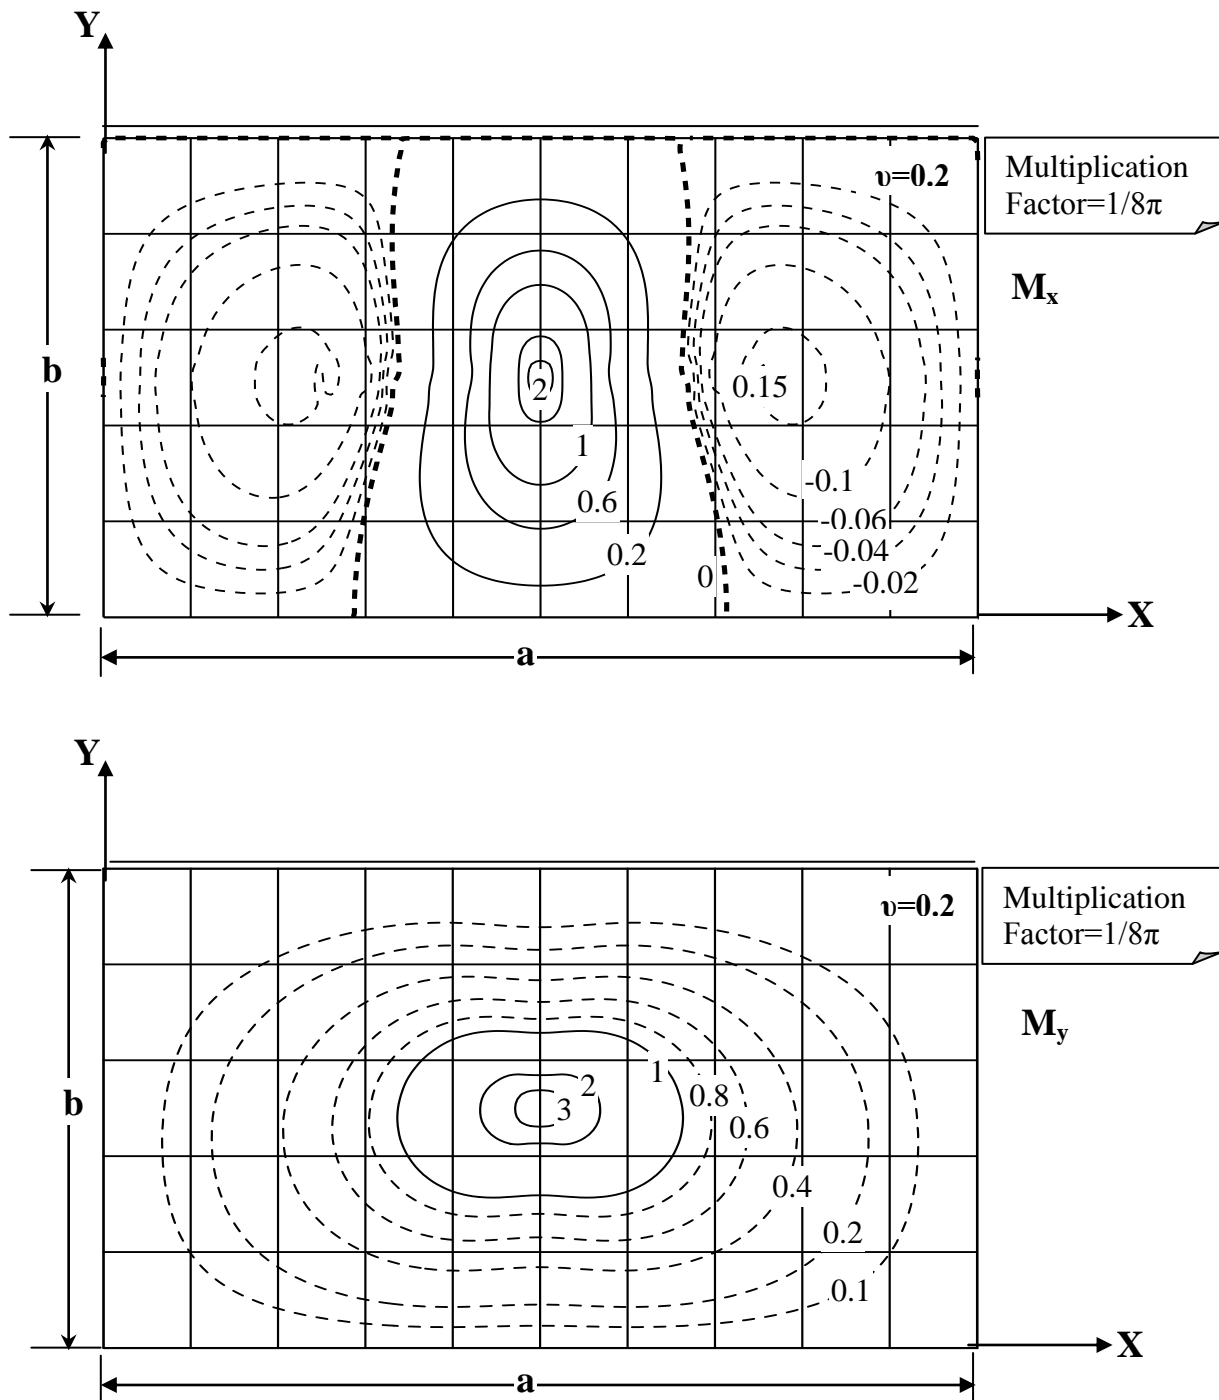 Y
υ=0.2
Multiplication
Factor=1/8π
Mx
b
2
0.15
1
-0.1
0.6
-0.06
0.2
-0.04
0
-0.02
X
a
Y
υ=0.2
Multiplication
Factor=1/8π
My
b
1
2
0.8
3
0.6
0.4
0.2
0.1
X
a